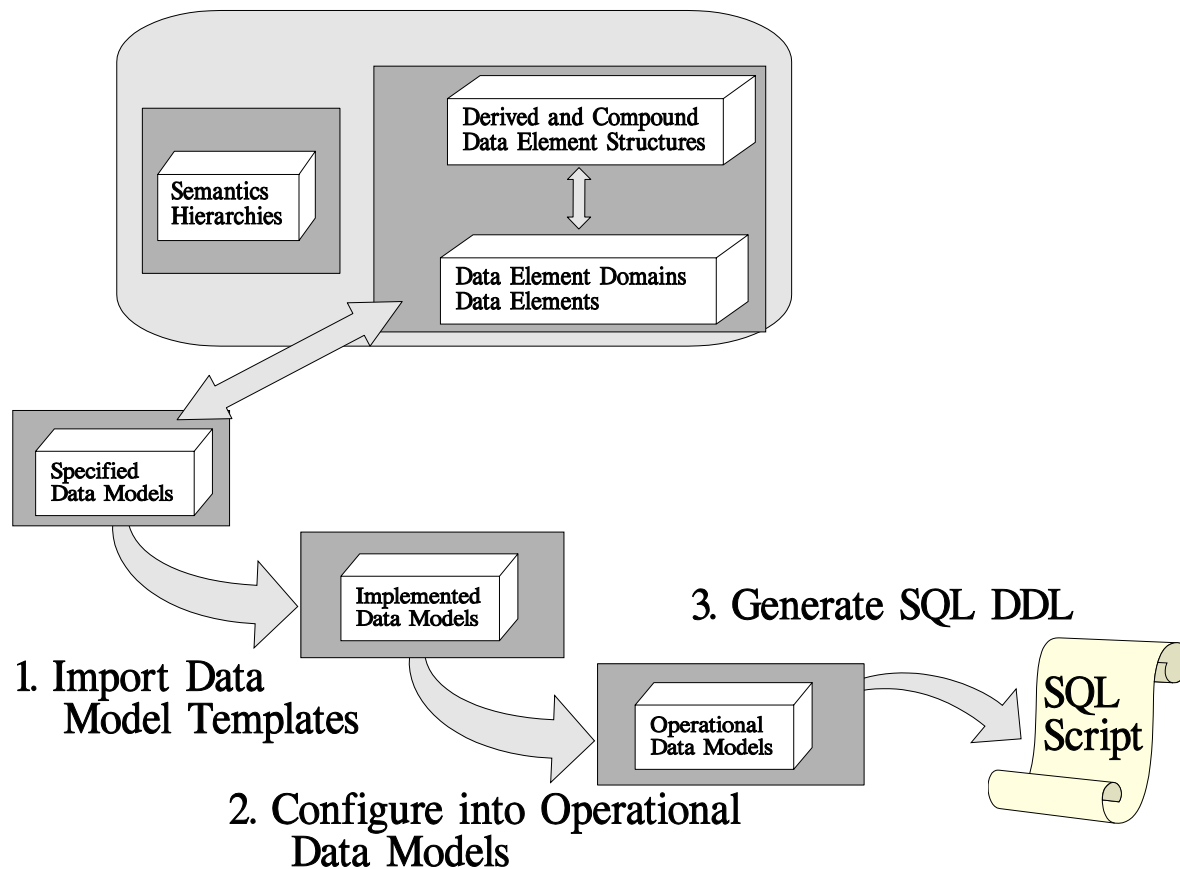 Derived and Compound
Data Element Structures
Semantics
Hierarchies
Data Element Domains
Data Elements
Specified
Data Models
Implemented
Data Models
3. Generate SQL DDL
1. Import Data
Model Templates
SQL
Script
Operational
Data Models
2. Configure into Operational
Data Models